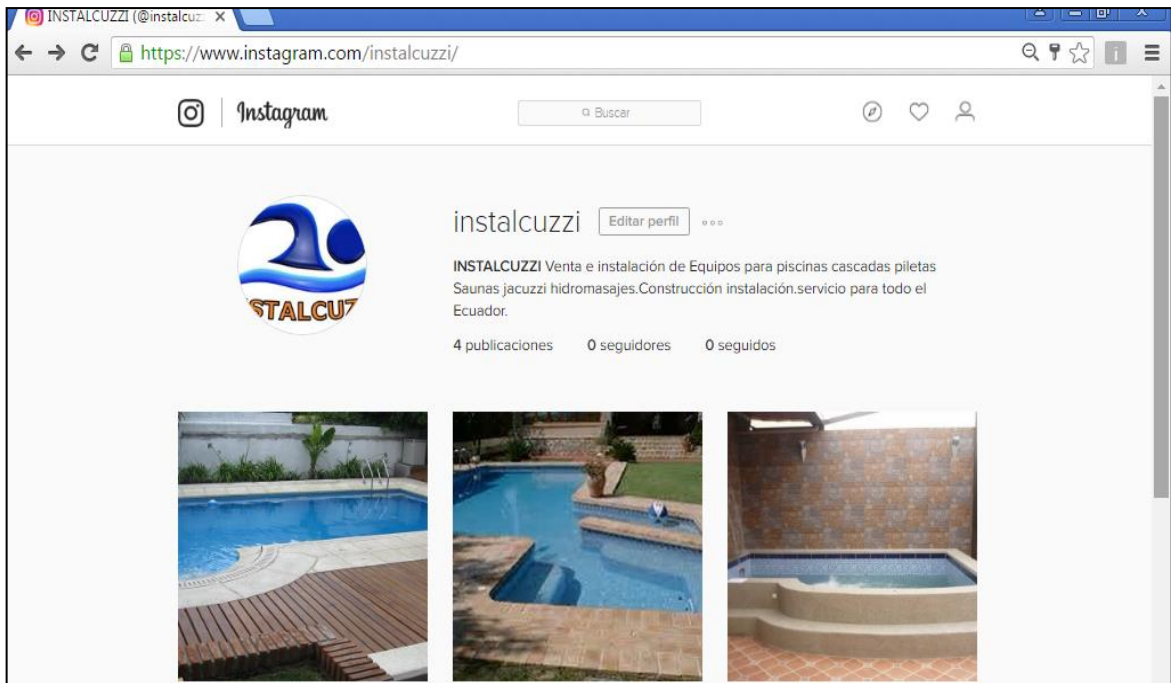 INSTALCUZZI (@instalcuz
https://www.instagram.com/instalcuzzi/
Instagram
Buscar
instalcuzzi Editar perfil
INSTALCUZZI Venta e instalación de Equipos para piscinas cascadas piletas
Saunas jacuzzi hidromasajes.Construcción instalación.servicio para todo el
Ecuador.
4 publicaciones 0 seguidores 0 seguidos
STALCUZ